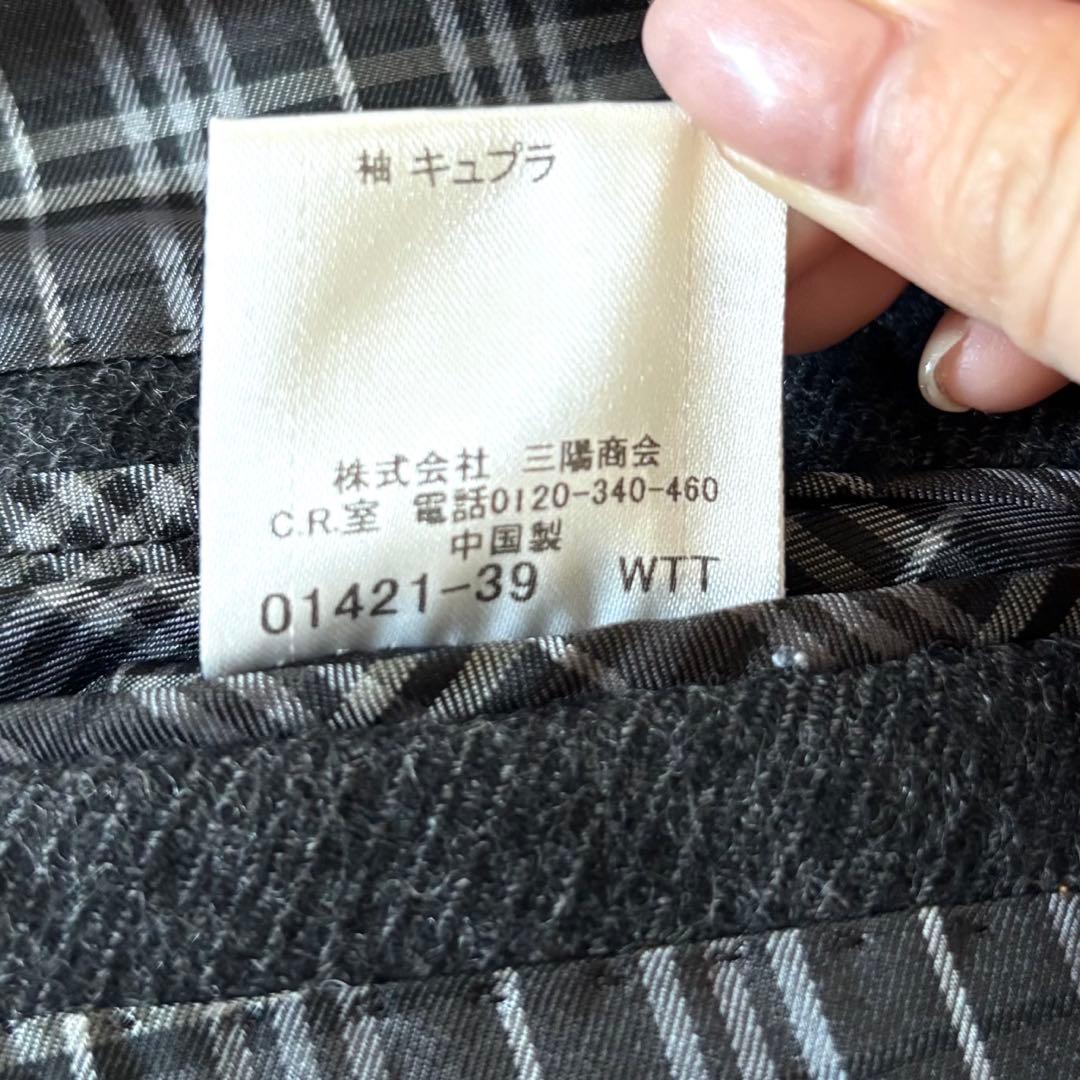 袖 キュプラ
株式会社 三陽商会
C.R.室 電話0120-340-460
中国製
01421-39 WTT